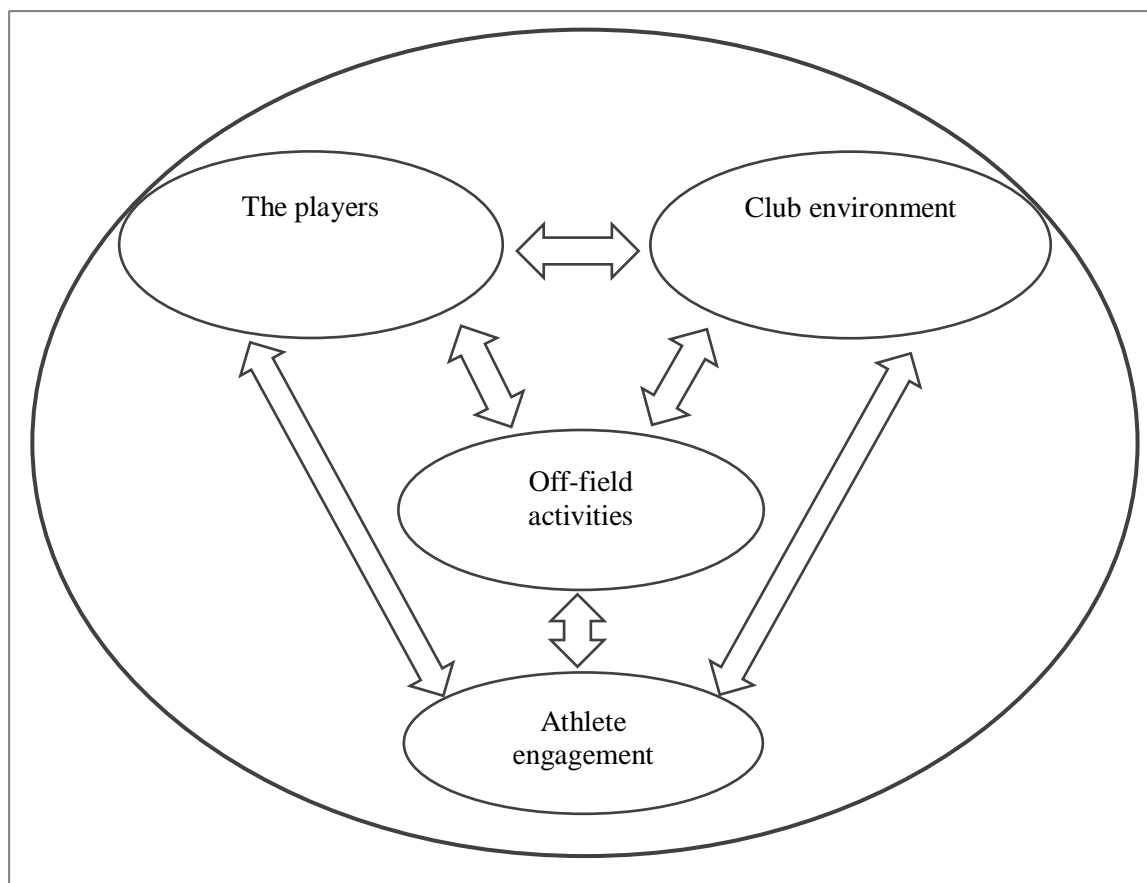 The players
Club environment
Off-field
activities
Athlete
engagement